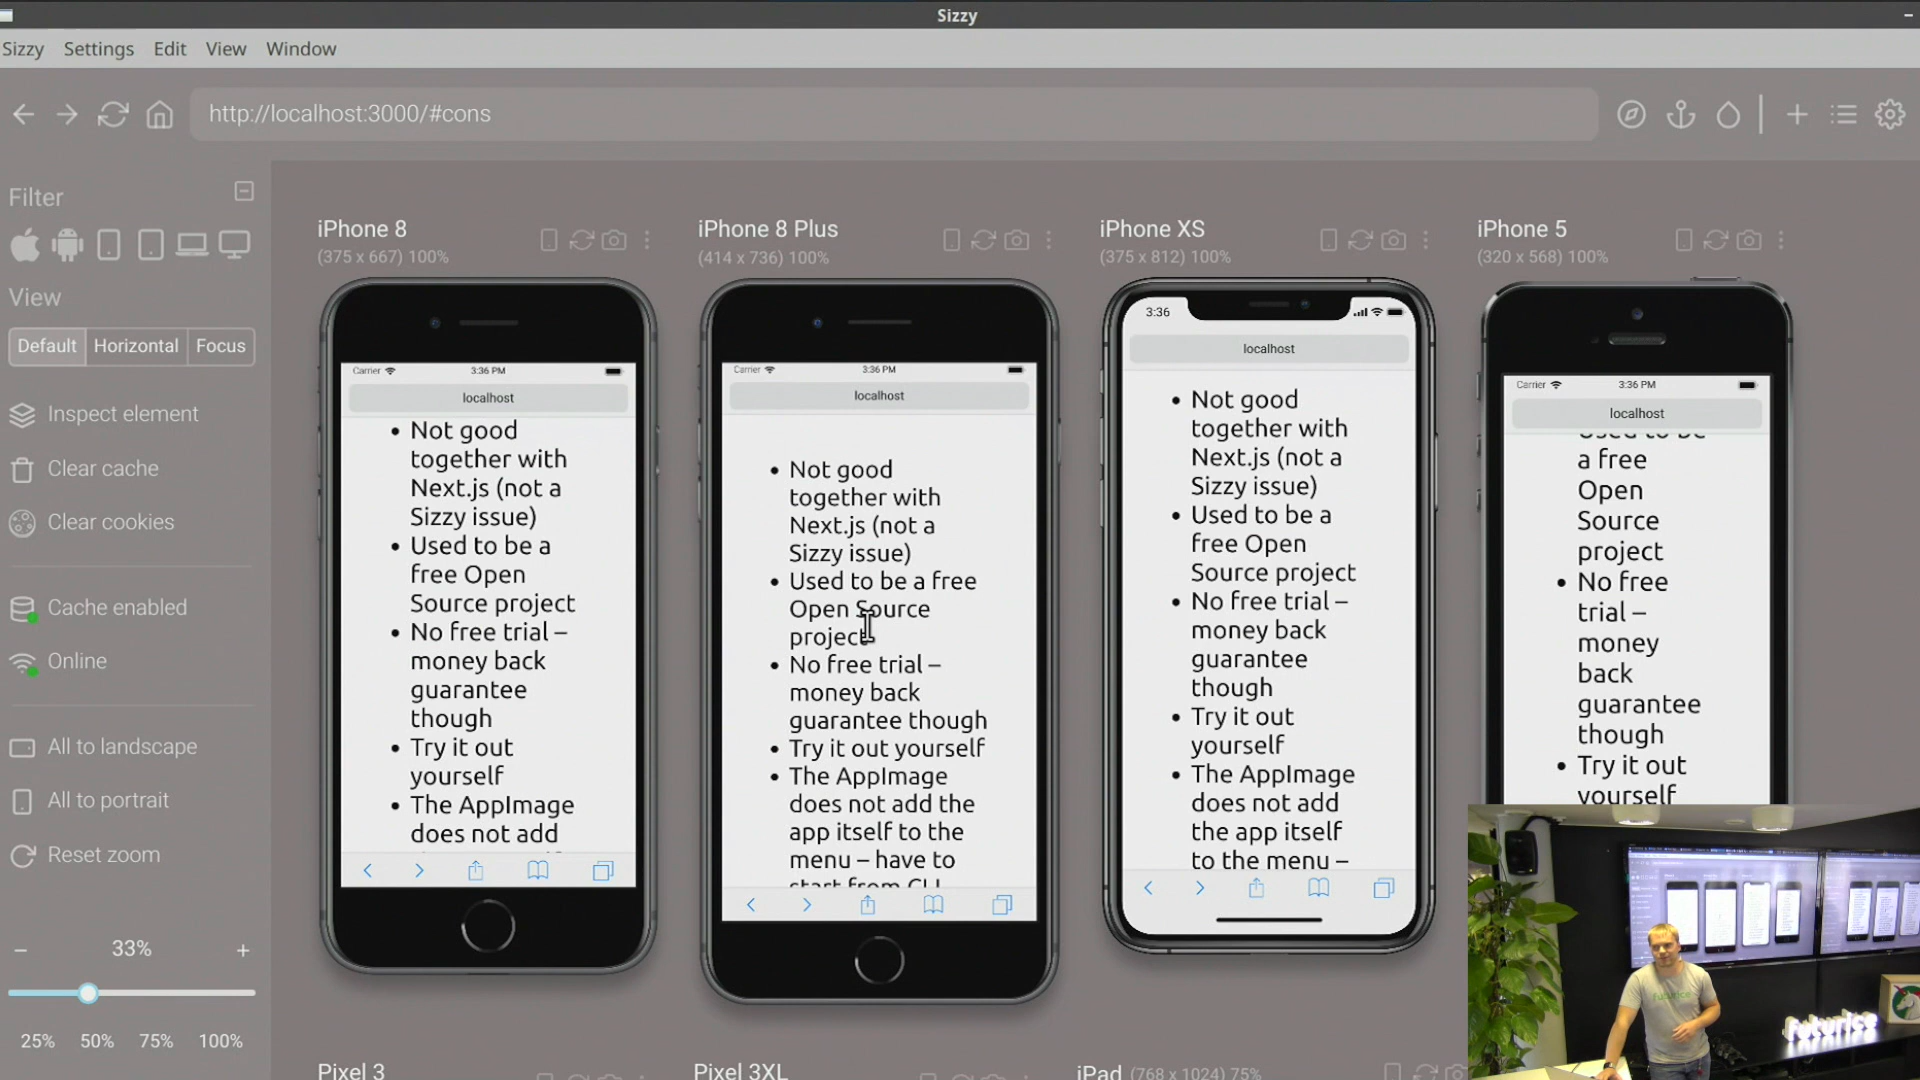 Sizzy
Sizzy Settings Edit View Window
http://localhost:3000/#cons
Filter
View
Default Horizontal Focus
Inspect element
Clear cache
Clear cookies
Cache enabled
Online
All to landscape
All to portrait
Reset zoom
− 33% +
25% 50% 75% 100%
iPhone 8
(375 x 667) 100%
Carrier 3:36 PM
localhost
• Not good
together with
Next.js (not a
Sizzy issue)
• Used to be a
free Open
Source project
• No free trial –
money back
guarantee
though
• Try it out
yourself
• The AppImage
does not add
iPhone 8 Plus
(414 x 736) 100%
Carrier 3:36 PM
localhost
• Not good
together with
Next.js (not a
Sizzy issue)
• Used to be a free
Open Source
project
• No free trial –
money back
guarantee though
• Try it out yourself
• The AppImage
does not add the
app itself to the
menu – have to
start from CLI
iPhone XS
(375 x 812) 100%
3:36
localhost
• Not good
together with
Next.js (not a
Sizzy issue)
• Used to be a
free Open
Source project
• No free trial –
money back
guarantee
though
• Try it out
yourself
• The AppImage
does not add
the app itself
to the menu –
iPhone 5
(320 x 568) 100%
Carrier 3:36 PM
localhost
Used to be
a free
Open
Source
project
• No free
trial –
money
back
guarantee
though
• Try it out
yourself
Pixel 3
Pixel 3XL
iPad (768 x 1024) 75%
futurice
futurice